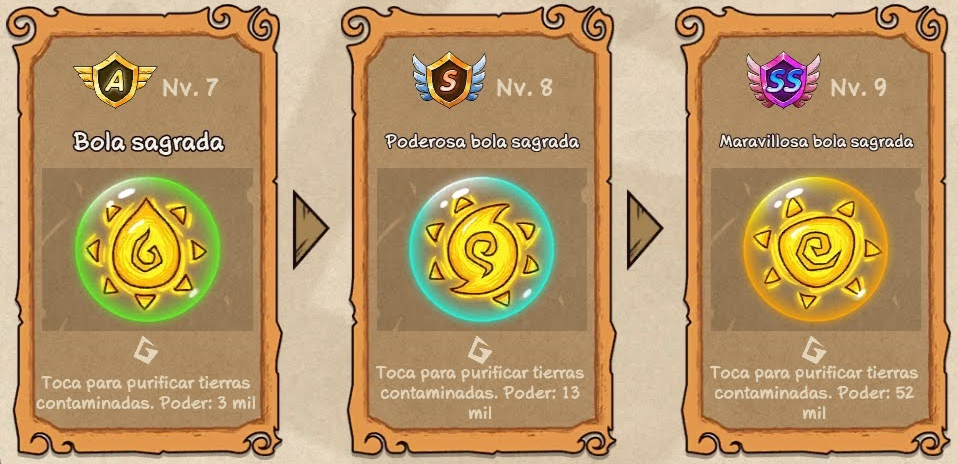 A Nv. 7
Bola sagrada
Toca para purificar tierras
contaminadas. Poder: 3 mil
S Nv. 8
Poderosa bola sagrada
Toca para purificar tierras
contaminadas. Poder: 13
mil
SS Nv. 9
Maravillosa bola sagrada
Toca para purificar tierras
contaminadas. Poder: 52
mil